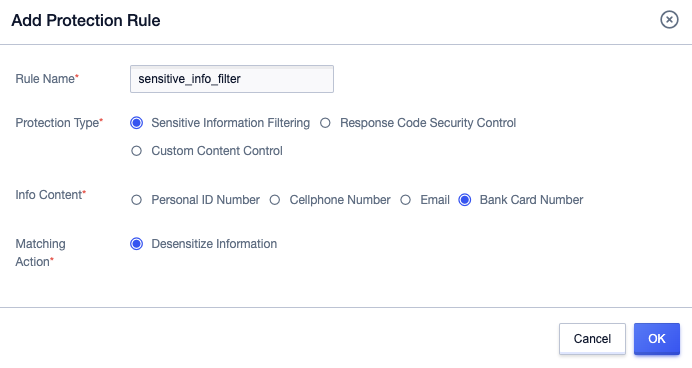 Add Protection Rule
Rule Name* sensitive_info_filter
Protection Type* Sensitive Information Filtering Response Code Security Control
Custom Content Control
Info Content* Personal ID Number Cellphone Number Email Bank Card Number
Matching Action* Desensitize Information
Cancel OK